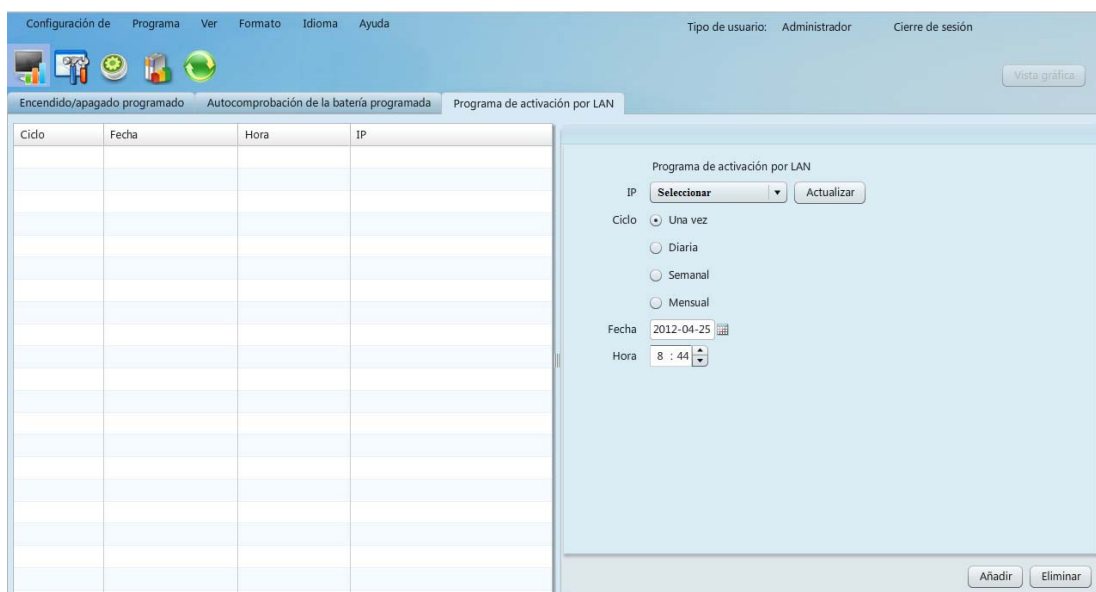 Configuración de Programa Ver Formato Idioma Ayuda Tipo de usuario: Administrador Cierre de sesión
Vista gráfica
Encendido/apagado programado Autocomprobación de la batería programada Programa de activación por LAN
Ciclo Fecha Hora IP
Programa de activación por LAN
IP Seleccionar Actualizar
Ciclo Una vez
Diaria
Semanal
Mensual
Fecha 2012-04-25
Hora 8 : 44
Añadir Eliminar